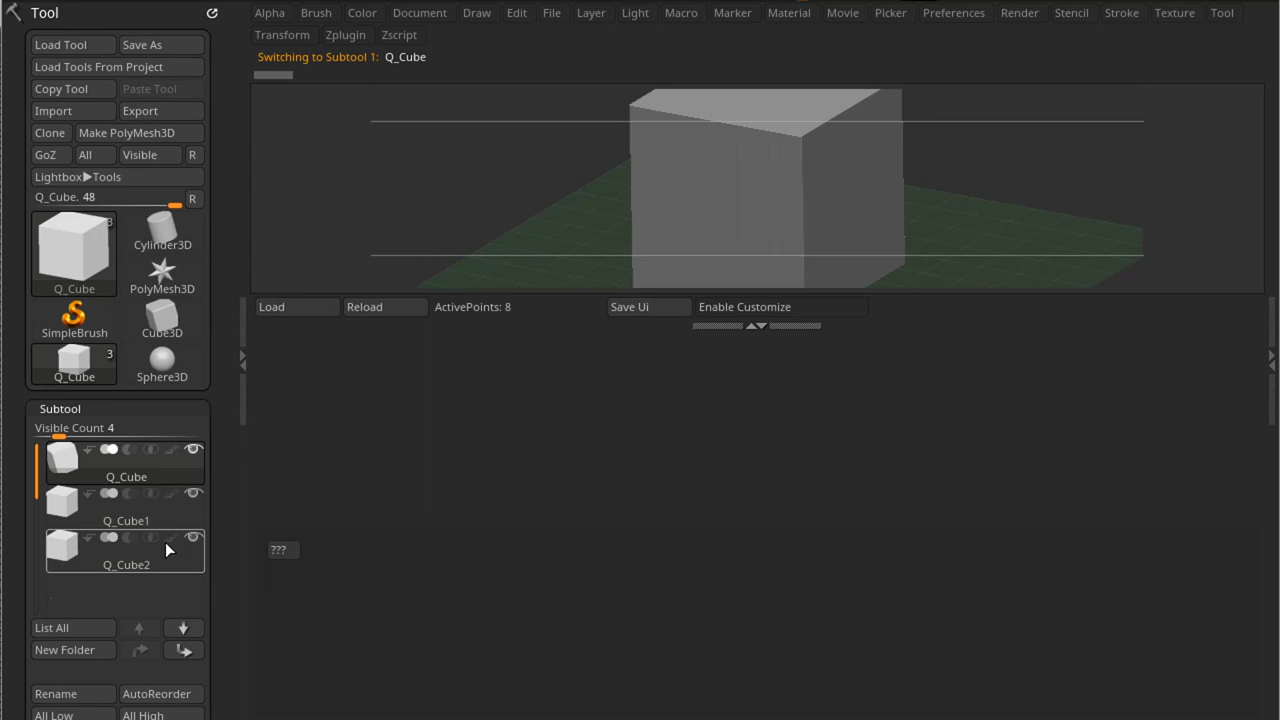 Tool
Alpha Brush Color Document Draw Edit File Layer Light Macro Marker Material Movie Picker Preferences Render Stencil Stroke Texture Tool
Transform Zplugin Zscript
Switching to Subtool 1: Q_Cube
Load Tool Save As
Load Tools From Project
Copy Tool Paste Tool
Import Export
Clone Make PolyMesh3D
GoZ All Visible R
Lightbox▶Tools
Q_Cube. 48 R
3
Q_Cube
Cylinder3D
PolyMesh3D
SimpleBrush
Cube3D
3
Q_Cube
Sphere3D
Load Reload ActivePoints: 8 Save Ui Enable Customize
Subtool
Visible Count 4
Q_Cube
Q_Cube1
Q_Cube2
???
List All
New Folder
Rename AutoReorder
All Low All High